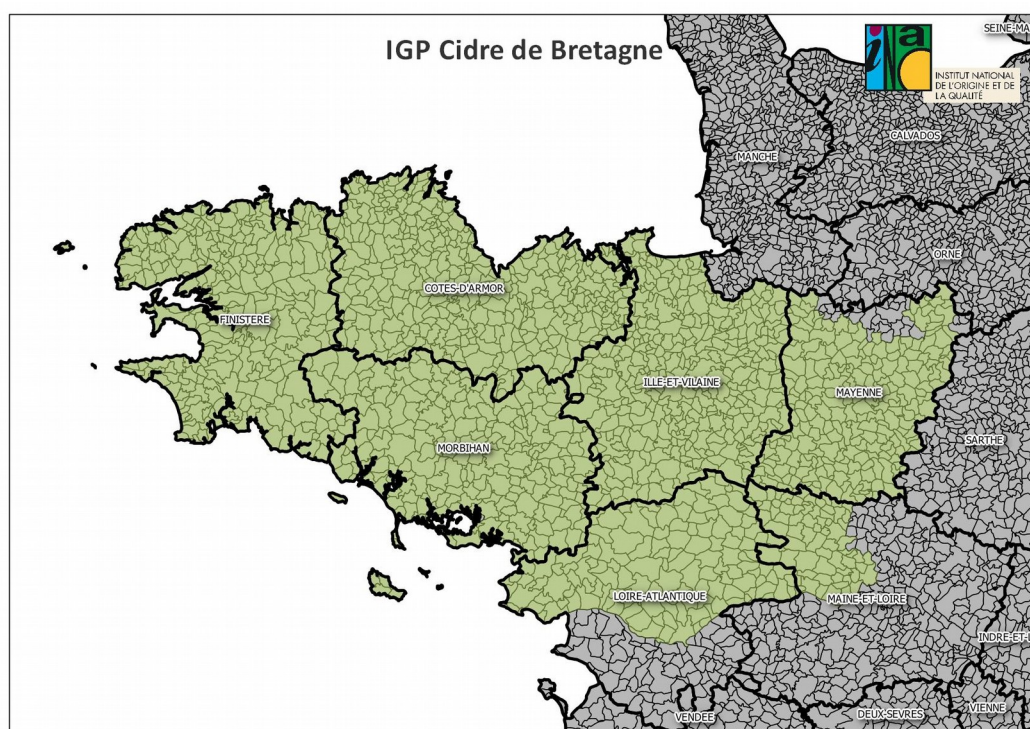 IGP Cidre de Bretagne
INSTITUT NATIONAL
DE L'ORIGINE ET DE
LA QUALITÉ
CALVADOS
MANCHE
ORNE
COTES-D'ARMOR
FINISTERE
ILLE-ET-VILAINE
MAYENNE
SARTHE
MORBIHAN
LOIRE-ATLANTIQUE
MAINE-ET-LOIRE
VENDEE
DEUX-SEVRES
VIENNE